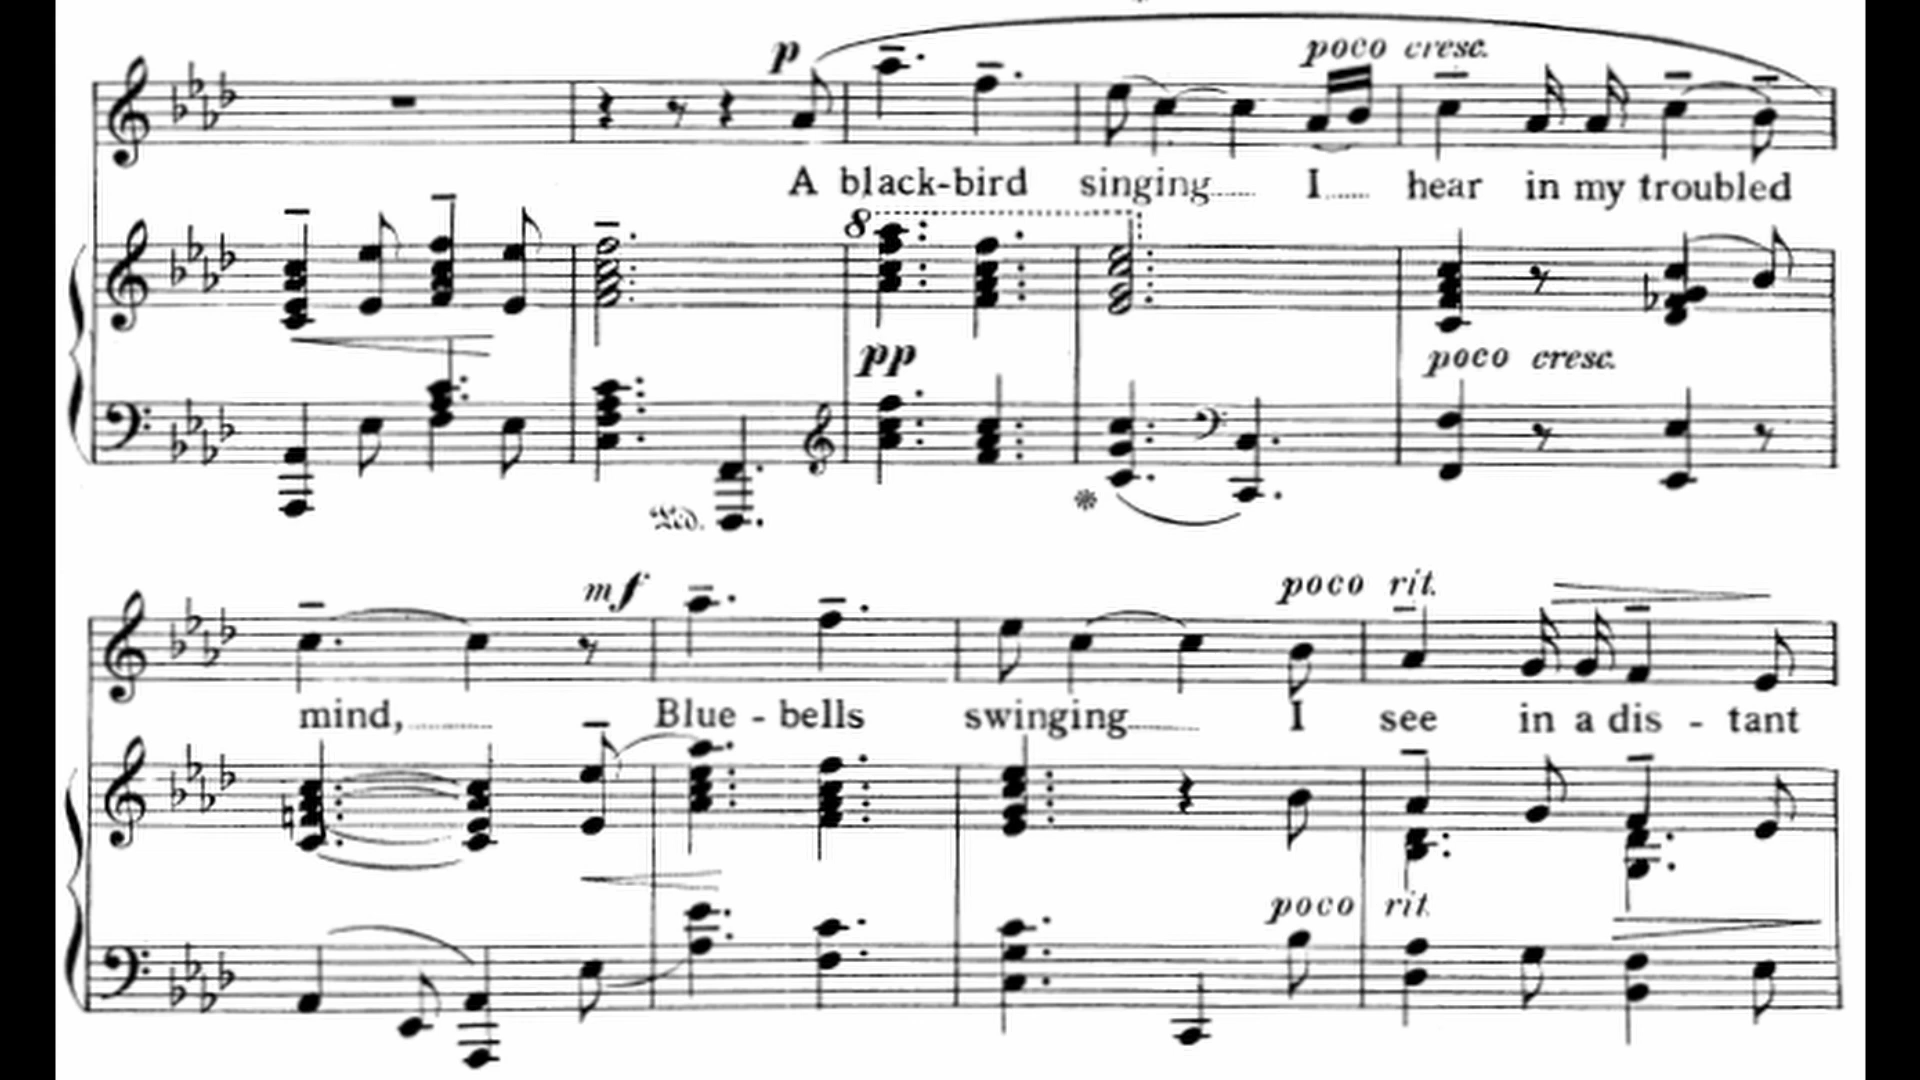 p poco cresc.
A black-bird singing...... I...... hear in my troubled
8
pp poco cresc.
Ped.
mf poco rit.
mind,........... Blue - bells swinging.......... I see in a dis - tant
poco rit.